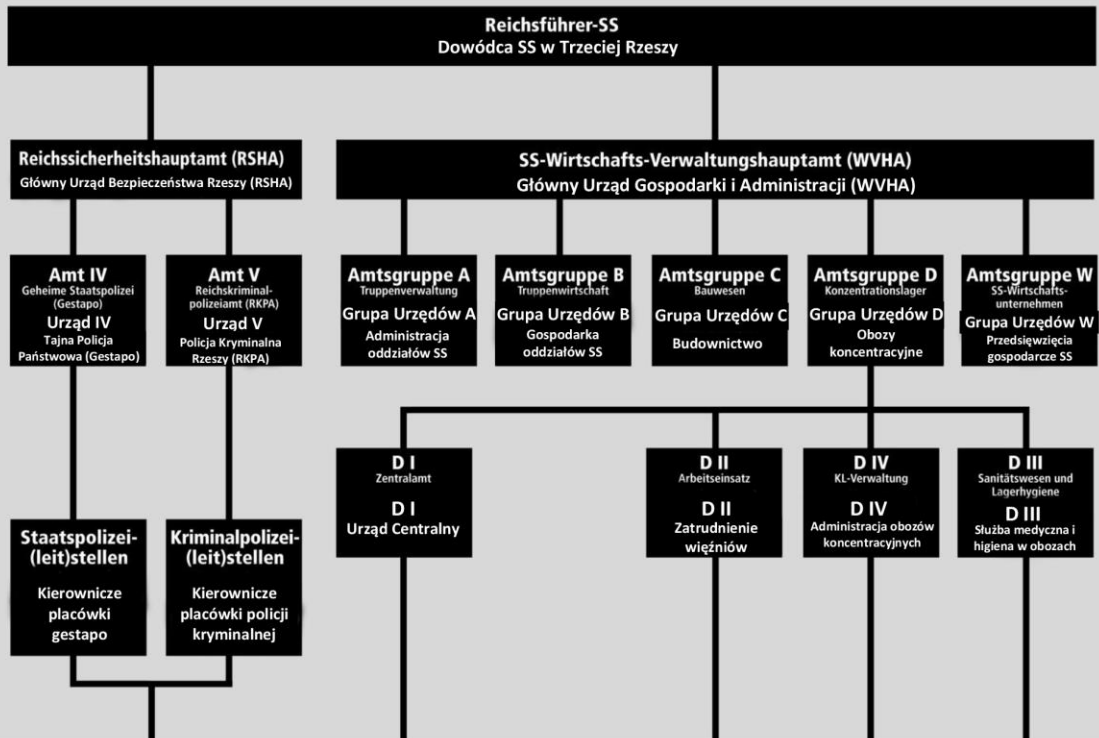 Reichsführer-SS
Dowódca SS w Trzeciej Rzeszy
Reichssicherheitshauptamt (RSHA)
Główny Urząd Bezpieczeństwa Rzeszy (RSHA)
SS-Wirtschafts-Verwaltungshauptamt (WVHA)
Główny Urząd Gospodarki i Administracji (WVHA)
Amt IV
Geheime Staatspolizei
(Gestapo)
Urząd IV
Tajna Policja
Państwowa (Gestapo)
Amt V
Reichskriminal-
polizeiamt (RKPA)
Urząd V
Policja Kryminalna
Rzeszy (RKPA)
Amtsgruppe A
Truppenverwaltung
Grupa Urzędów A
Administracja
oddziałów SS
Amtsgruppe B
Truppenwirtschaft
Grupa Urzędów B
Gospodarka
oddziałów SS
Amtsgruppe C
Bauwesen
Grupa Urzędów C
Budownictwo
Amtsgruppe D
Konzentrationslager
Grupa Urzędów D
Obozy
koncentracyjne
Amtsgruppe W
SS-Wirtschafts-
unternehmen
Grupa Urzędów W
Przedsięwzięcia
gospodarcze SS
D I
Zentralamt
D I
Urząd Centralny
D II
Arbeitseinsatz
D II
Zatrudnienie
więźniów
D IV
KL-Verwaltung
D IV
Administracja obozów
koncentracyjnych
D III
Sanitätswesen und
Lagerhygiene
D III
Służba medyczna i
higiena w obozach
Staatspolizei-
(leit)stellen
Kierownicze
placówki
gestapo
Kriminalpolizei-
(leit)stellen
Kierownicze
placówki policji
kryminalnej